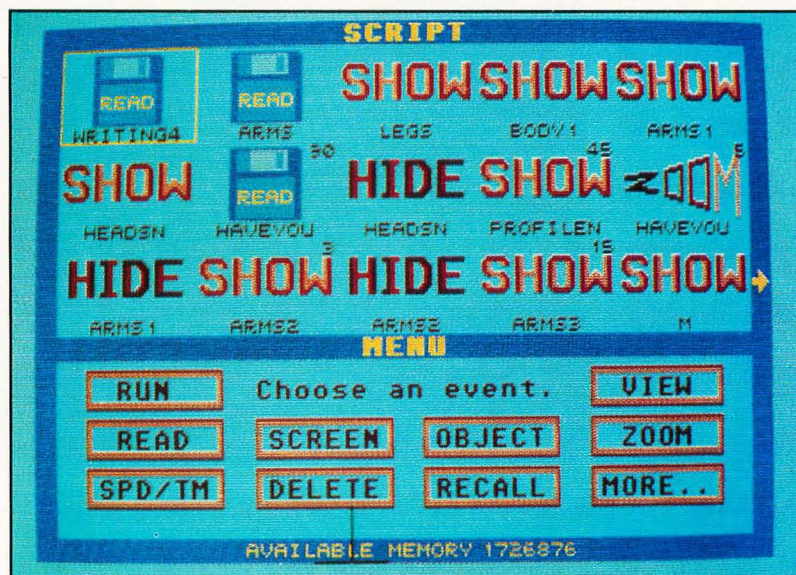 SCRIPT
READ READ SHOW SHOW SHOW
WRITING4 ARMS LEGS BODY1 ARMS1
SHOW READ 90 HIDE SHOW 45 ZOOM 6
HEADSN HAVEYOU HEADSN PROFILEN HAVEYOU
HIDE SHOW 3 HIDE SHOW 15 SHOW
ARMS1 ARMS2 ARMS2 ARMS3 M
MENU
RUN Choose an event. VIEW
READ SCREEN OBJECT ZOOM
SPD/TM DELETE RECALL MORE..
AVAILABLE MEMORY 1726876